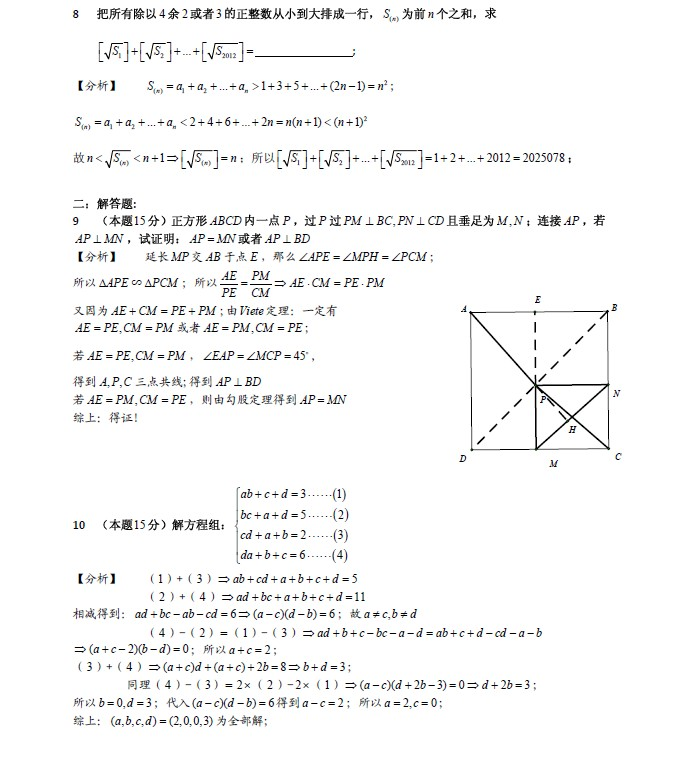 8 把所有除以4余2或者3的正整数从小到大排成一行，S₍ₙ₎为前n个之和，求
[√S₁]+[√S₂]+...+[√S₂₀₁₂]=____________;
【分析】 S₍ₙ₎=a₁+a₂+...+aₙ>1+3+5+...+(2n−1)=n²;
S₍ₙ₎=a₁+a₂+...+aₙ<2+4+6+...+2n=n(n+1)<(n+1)²
故n<√S₍ₙ₎<n+1⇒[√S₍ₙ₎]=n；所以[√S₁]+[√S₂]+...+[√S₂₀₁₂]=1+2+...+2012=2025078；
二：解答题:
9 （本题15分）正方形ABCD内一点P，过P过PM⊥BC,PN⊥CD且垂足为M,N；连接AP，若
AP⊥MN，试证明：AP=MN或者AP⊥BD
【分析】 延长MP交AB于点E，那么∠APE=∠MPH=∠PCM；
所以△APE∽△PCM；所以AE/PE=PM/CM⇒AE·CM=PE·PM
又因为AE+CM=PE+PM；由Viete定理：一定有
AE=PE,CM=PM或者AE=PM,CM=PE；
若AE=PE,CM=PM，∠EAP=∠MCP=45°，
得到A,P,C三点共线；得到AP⊥BD
若AE=PM,CM=PE，则由勾股定理得到AP=MN
综上：得证！
A
E
B
P
N
H
D
M
C
10 （本题15分）解方程组：
ab+c+d=3······(1)
bc+a+d=5······(2)
cd+a+b=2······(3)
da+b+c=6······(4)
【分析】 （1）+（3）⇒ab+cd+a+b+c+d=5
（2）+（4）⇒ad+bc+a+b+c+d=11
相减得到：ad+bc−ab−cd=6⇒(a−c)(d−b)=6；故a≠c,b≠d
（4）-（2）=（1）-（3）⇒ad+b+c−bc−a−d=ab+c+d−cd−a−b
⇒(a+c−2)(b−d)=0；所以a+c=2；
（3）+（4）⇒(a+c)d+(a+c)+2b=8⇒b+d=3；
同理（4）-（3）=2×（2）-2×（1）⇒(a−c)(d+2b−3)=0⇒d+2b=3；
所以b=0,d=3；代入(a−c)(d−b)=6得到a−c=2；所以a=2,c=0；
综上：(a,b,c,d)=(2,0,0,3)为全部解；